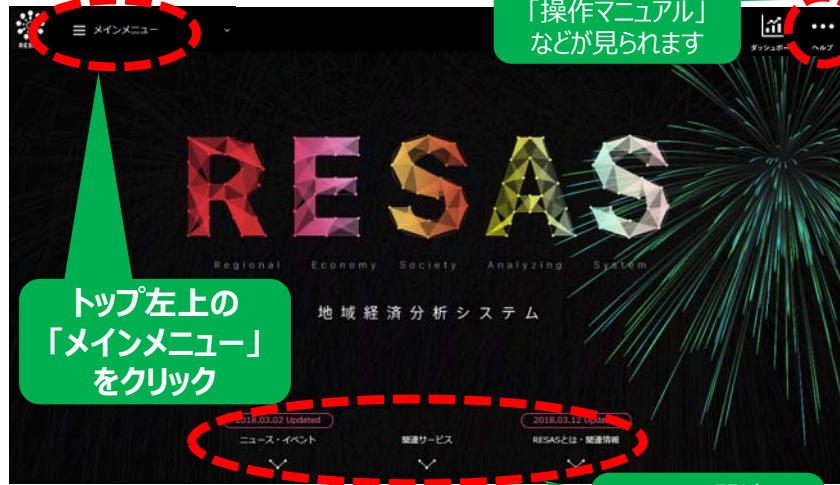 「操作マニュアル」
などが見られます
メインメニュー
ダッシュボード
ヘルプ
RESAS
Regional Economy Society Analyzing System
地域経済分析システム
トップ左上の
「メインメニュー」
をクリック
2018.03.02 Updated
2018.03.12 Updated
ニュース・イベント
関連サービス
RESASとは・関連情報